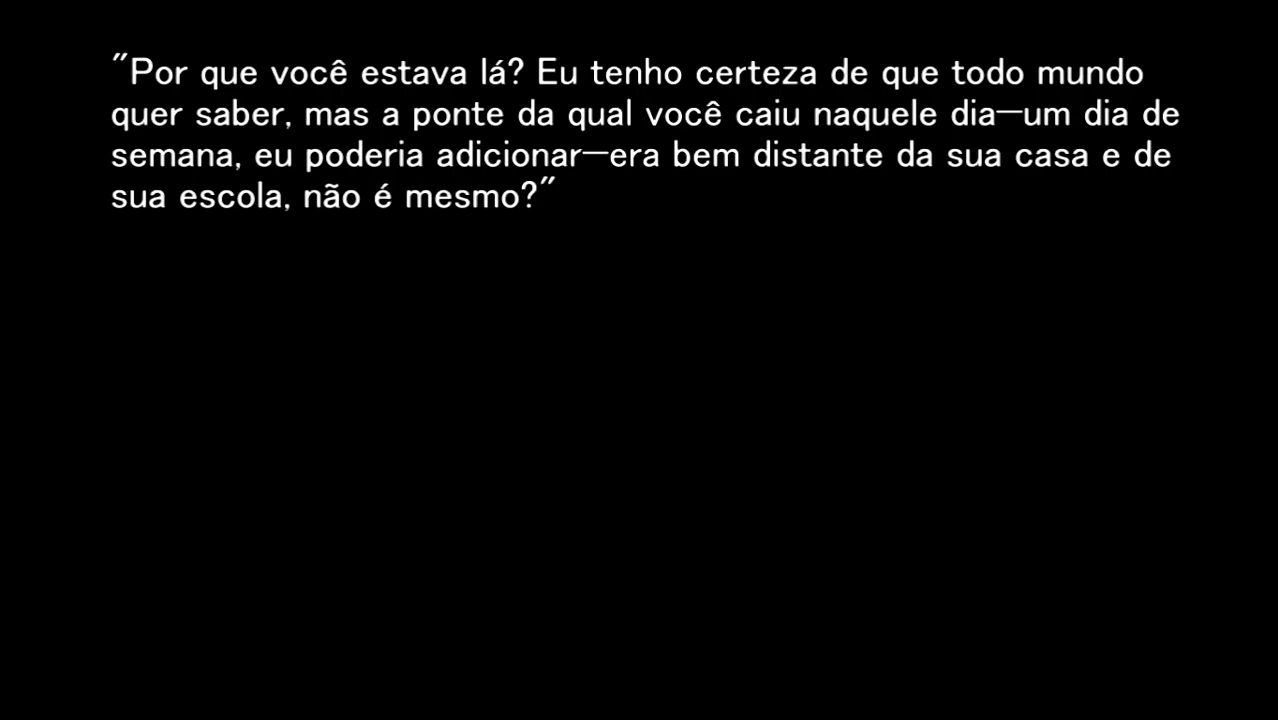 "Por que você estava lá? Eu tenho certeza de que todo mundo
quer saber, mas a ponte da qual você caiu naquele dia—um dia de
semana, eu poderia adicionar—era bem distante da sua casa e de
sua escola, não é mesmo?"